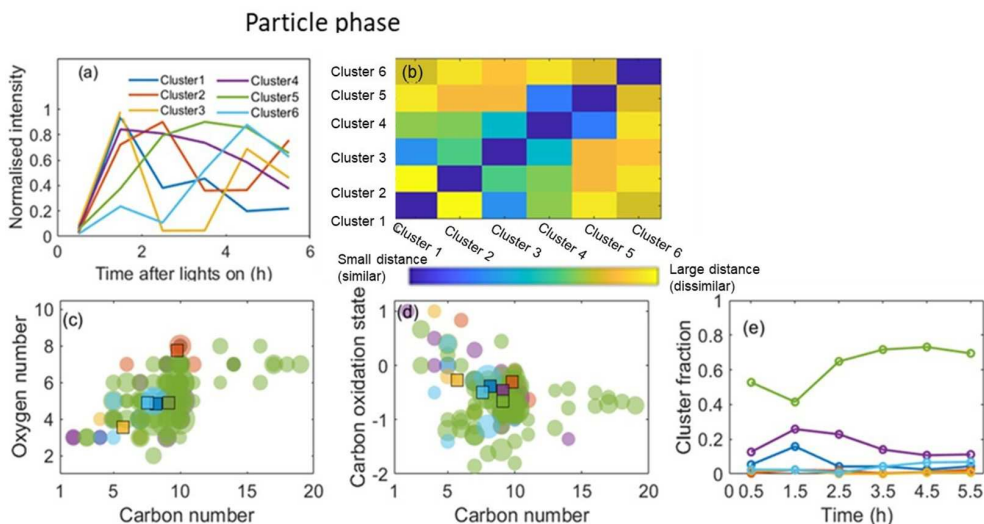 Particle phase
(a)
Cluster1
Cluster2
Cluster3
Cluster4
Cluster5
Cluster6
Normalised intensity
1
0.8
0.6
0.4
0.2
0
0 2 4 6
Time after lights on (h)
(b)
Cluster 6
Cluster 5
Cluster 4
Cluster 3
Cluster 2
Cluster 1
Cluster 1
Cluster 2
Cluster 3
Cluster 4
Cluster 5
Cluster 6
Small distance
(similar)
Large distance
(dissimilar)
(c)
Oxygen number
10
8
6
4
2
1 5 10 15 20
Carbon number
(d)
Carbon oxidation state
1
0
-1
-2
1 5 10 15 20
Carbon number
(e)
Cluster fraction
1
0.8
0.6
0.4
0.2
0
0 0.5 1.5 2.5 3.5 4.5 5.5
Time (h)